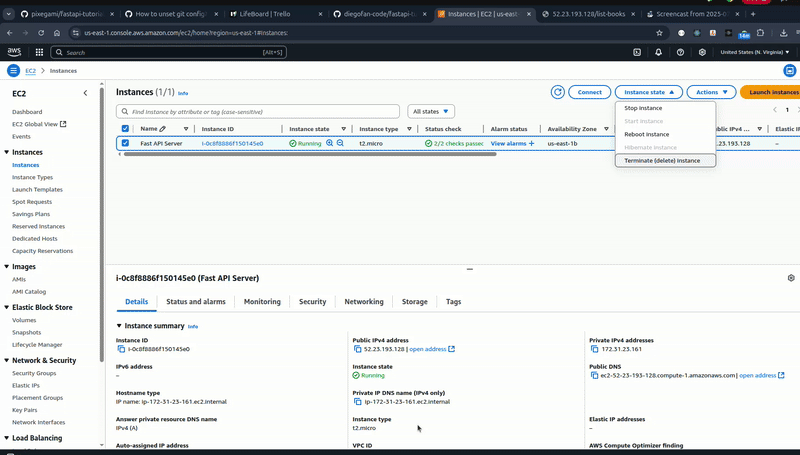 pixegami/fastapi-tutoria
How to unset git config
LifeBoard | Trello
diegofan-code/fastapi-t
Instances | EC2 | us-east-1
52.23.193.128/list-books
Screencast from 2025-0
us-east-1.console.aws.amazon.com/ec2/home?region=us-east-1#Instances:
aws
Search
[Alt+S]
United States (N. Virginia)
EC2 > Instances
EC2
Dashboard
EC2 Global View
Events
Instances
Instances
Instance Types
Launch Templates
Spot Requests
Savings Plans
Reserved Instances
Dedicated Hosts
Capacity Reservations
Images
AMIs
AMI Catalog
Elastic Block Store
Volumes
Snapshots
Lifecycle Manager
Network & Security
Security Groups
Elastic IPs
Placement Groups
Key Pairs
Network Interfaces
Load Balancing
Instances (1/1) Info
Connect
Instance state
Actions
Launch instances
Find Instance by attribute or tag (case-sensitive)
All states
1
Stop instance
Start instance
Reboot instance
Hibernate instance
Terminate (delete) instance
Name
Instance ID
Instance state
Instance type
Status check
Alarm status
Availability Zone
Public IPv4 ...
Elastic I
Fast API Server
i-0c8f8886f150145e0
Running
t2.micro
2/2 checks passed
View alarms +
us-east-1b
52.23.193.128
–
i-0c8f8886f150145e0 (Fast API Server)
Details
Status and alarms
Monitoring
Security
Networking
Storage
Tags
Instance summary Info
Instance ID
i-0c8f8886f150145e0
Public IPv4 address
52.23.193.128 | open address
Private IPv4 addresses
172.31.23.161
IPv6 address
–
Instance state
Running
Public DNS
ec2-52-23-193-128.compute-1.amazonaws.com | open address
Hostname type
IP name: ip-172-31-23-161.ec2.internal
Private IP DNS name (IPv4 only)
ip-172-31-23-161.ec2.internal
Answer private resource DNS name
IPv4 (A)
Instance type
t2.micro
Elastic IP addresses
–
Auto-assigned IP address
VPC ID
AWS Compute Optimizer finding